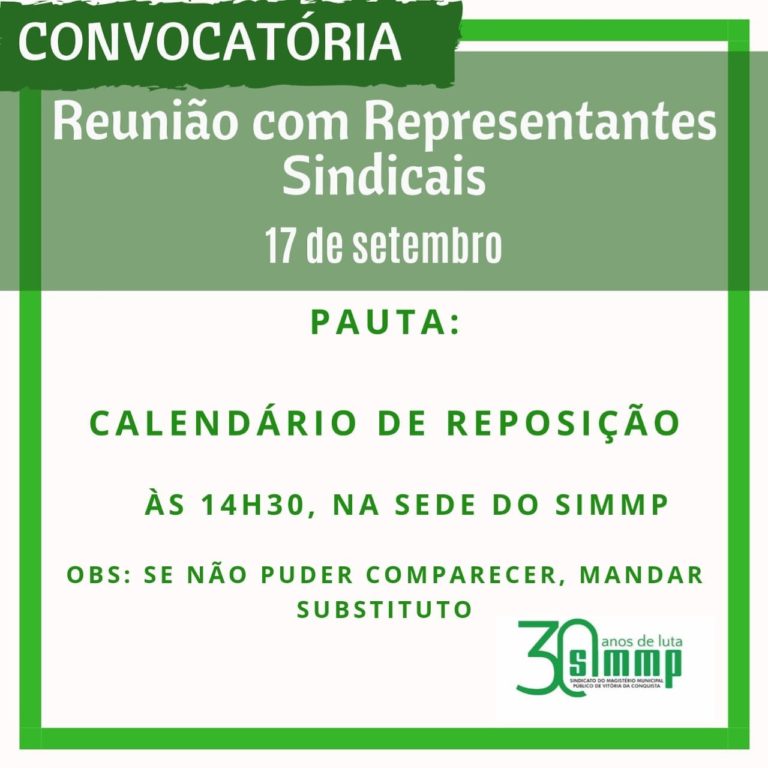 CONVOCATÓRIA
Reunião com Representantes
Sindicais
17 de setembro
PAUTA:
CALENDÁRIO DE REPOSIÇÃO
ÀS 14H30, NA SEDE DO SIMMP
OBS: SE NÃO PUDER COMPARECER, MANDAR
SUBSTITUTO
30 anos de luta
sımmp
SINDICATO DO MAGISTÉRIO MUNICIPAL
PÚBLICO DE VITÓRIA DA CONQUISTA